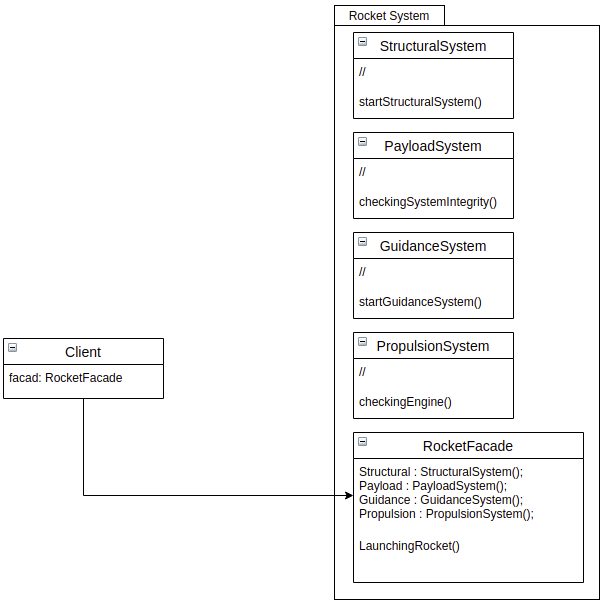 Rocket System
StructuralSystem
//
startStructuralSystem()
PayloadSystem
//
checkingSystemIntegrity()
GuidanceSystem
//
startGuidanceSystem()
PropulsionSystem
//
checkingEngine()
Client
facad: RocketFacade
RocketFacade
Structural : StructuralSystem();
Payload : PayloadSystem();
Guidance : GuidanceSystem();
Propulsion : PropulsionSystem();
LaunchingRocket()